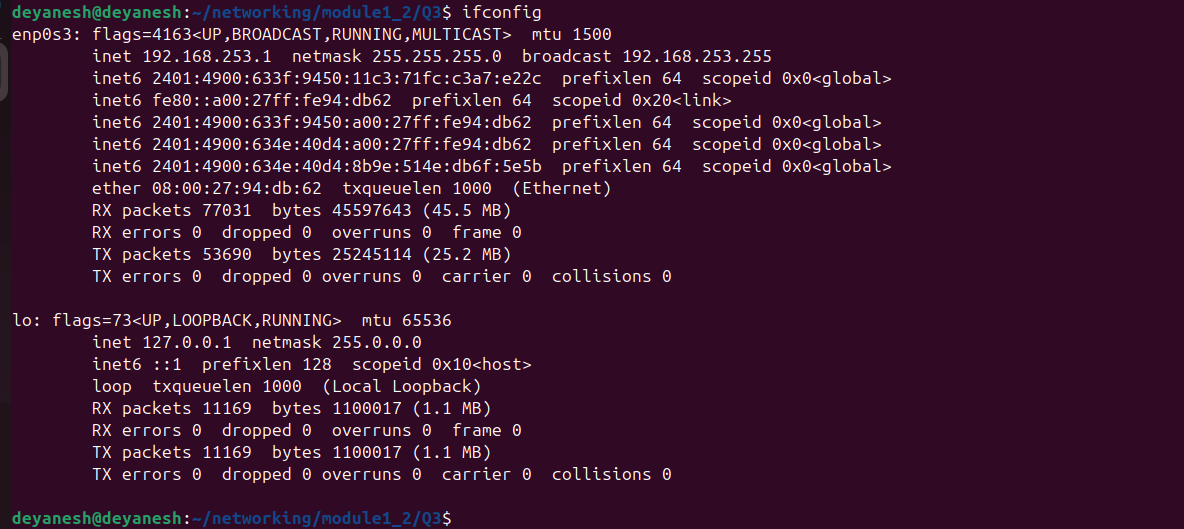 deyanesh@deyanesh:~/networking/module1_2/Q3$ ifconfig
enp0s3: flags=4163<UP,BROADCAST,RUNNING,MULTICAST>  mtu 1500
        inet 192.168.253.1  netmask 255.255.255.0  broadcast 192.168.253.255
        inet6 2401:4900:633f:9450:11c3:71fc:c3a7:e22c  prefixlen 64  scopeid 0x0<global>
        inet6 fe80::a00:27ff:fe94:db62  prefixlen 64  scopeid 0x20<link>
        inet6 2401:4900:633f:9450:a00:27ff:fe94:db62  prefixlen 64  scopeid 0x0<global>
        inet6 2401:4900:634e:40d4:a00:27ff:fe94:db62  prefixlen 64  scopeid 0x0<global>
        inet6 2401:4900:634e:40d4:8b9e:514e:db6f:5e5b  prefixlen 64  scopeid 0x0<global>
        ether 08:00:27:94:db:62  txqueuelen 1000  (Ethernet)
        RX packets 77031  bytes 45597643 (45.5 MB)
        RX errors 0  dropped 0  overruns 0  frame 0
        TX packets 53690  bytes 25245114 (25.2 MB)
        TX errors 0  dropped 0 overruns 0  carrier 0  collisions 0

lo: flags=73<UP,LOOPBACK,RUNNING>  mtu 65536
        inet 127.0.0.1  netmask 255.0.0.0
        inet6 ::1  prefixlen 128  scopeid 0x10<host>
        loop  txqueuelen 1000  (Local Loopback)
        RX packets 11169  bytes 1100017 (1.1 MB)
        RX errors 0  dropped 0  overruns 0  frame 0
        TX packets 11169  bytes 1100017 (1.1 MB)
        TX errors 0  dropped 0 overruns 0  carrier 0  collisions 0

deyanesh@deyanesh:~/networking/module1_2/Q3$